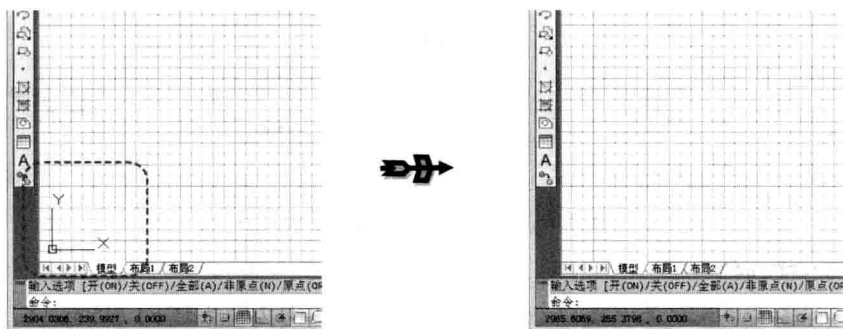 A
Y
X
模型 / 布局1 / 布局2 /
输入选项 [开(ON)/关(OFF)/全部(A)/非原点(N)/原点(OR
命令:
2904.0306, 239.9927 , 0.0000
A
模型 / 布局1 / 布局2 /
输入选项 [开(ON)/关(OFF)/全部(A)/非原点(N)/原点(OR
命令:
2965.6069, 255.3798 , 0.0000